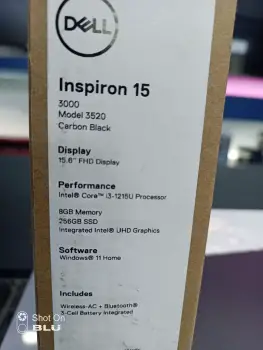 DELL
Inspiron 15
3000
Model 3520
Carbon Black
Display
15.6" FHD Display
Performance
Intel® Core™ i3-1215U Processor
8GB Memory
256GB SSD
Integrated Intel® UHD Graphics
Software
Windows® 11 Home
Includes
Wireless-AC + Bluetooth®
3-Cell Battery Integrated
Shot On
BLU